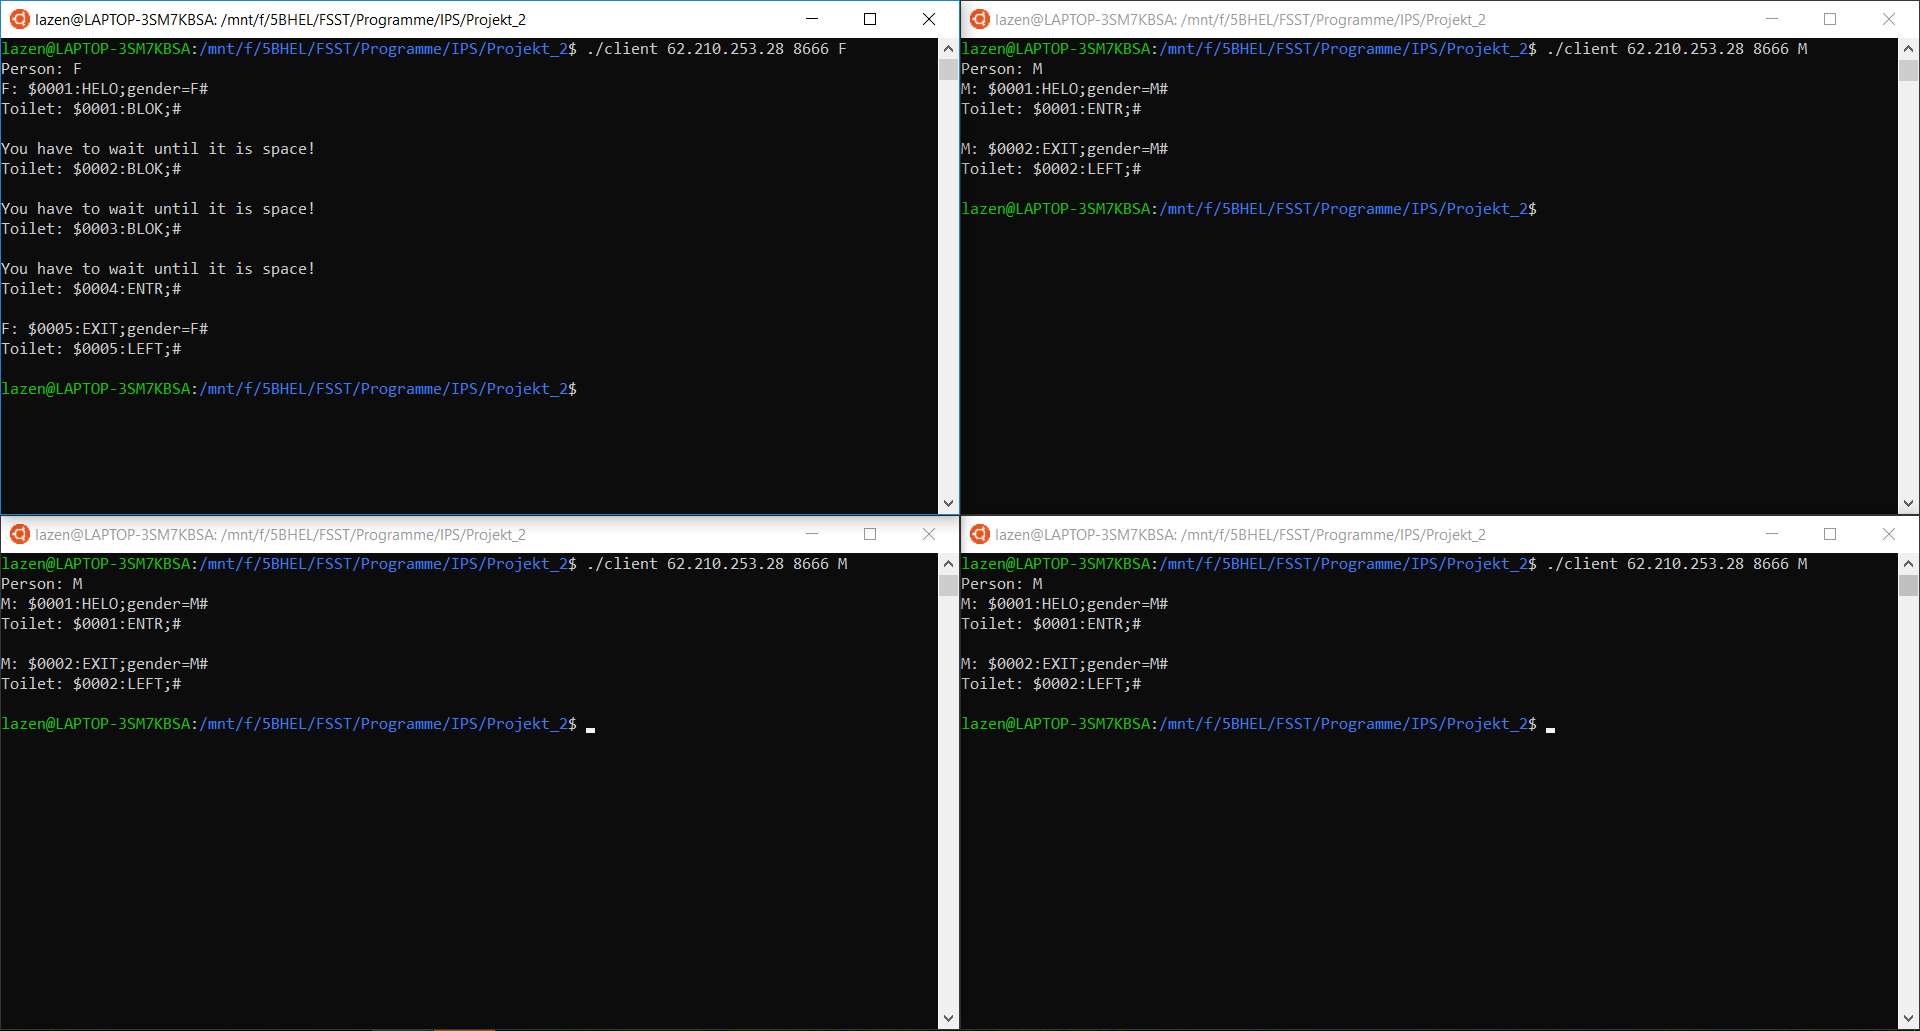 lazen@LAPTOP-3SM7KBSA: /mnt/f/5BHEL/FSST/Programme/IPS/Projekt_2
lazen@LAPTOP-3SM7KBSA:/mnt/f/5BHEL/FSST/Programme/IPS/Projekt_2$ ./client 62.210.253.28 8666 F
Person: F
F: $0001:HELO;gender=F#
Toilet: $0001:BLOK;#
You have to wait until it is space!
Toilet: $0002:BLOK;#
You have to wait until it is space!
Toilet: $0003:BLOK;#
You have to wait until it is space!
Toilet: $0004:ENTR;#
F: $0005:EXIT;gender=F#
Toilet: $0005:LEFT;#
lazen@LAPTOP-3SM7KBSA:/mnt/f/5BHEL/FSST/Programme/IPS/Projekt_2$
lazen@LAPTOP-3SM7KBSA: /mnt/f/5BHEL/FSST/Programme/IPS/Projekt_2
lazen@LAPTOP-3SM7KBSA:/mnt/f/5BHEL/FSST/Programme/IPS/Projekt_2$ ./client 62.210.253.28 8666 M
Person: M
M: $0001:HELO;gender=M#
Toilet: $0001:ENTR;#
M: $0002:EXIT;gender=M#
Toilet: $0002:LEFT;#
lazen@LAPTOP-3SM7KBSA:/mnt/f/5BHEL/FSST/Programme/IPS/Projekt_2$
lazen@LAPTOP-3SM7KBSA: /mnt/f/5BHEL/FSST/Programme/IPS/Projekt_2
lazen@LAPTOP-3SM7KBSA:/mnt/f/5BHEL/FSST/Programme/IPS/Projekt_2$ ./client 62.210.253.28 8666 M
Person: M
M: $0001:HELO;gender=M#
Toilet: $0001:ENTR;#
M: $0002:EXIT;gender=M#
Toilet: $0002:LEFT;#
lazen@LAPTOP-3SM7KBSA:/mnt/f/5BHEL/FSST/Programme/IPS/Projekt_2$
lazen@LAPTOP-3SM7KBSA: /mnt/f/5BHEL/FSST/Programme/IPS/Projekt_2
lazen@LAPTOP-3SM7KBSA:/mnt/f/5BHEL/FSST/Programme/IPS/Projekt_2$ ./client 62.210.253.28 8666 M
Person: M
M: $0001:HELO;gender=M#
Toilet: $0001:ENTR;#
M: $0002:EXIT;gender=M#
Toilet: $0002:LEFT;#
lazen@LAPTOP-3SM7KBSA:/mnt/f/5BHEL/FSST/Programme/IPS/Projekt_2$